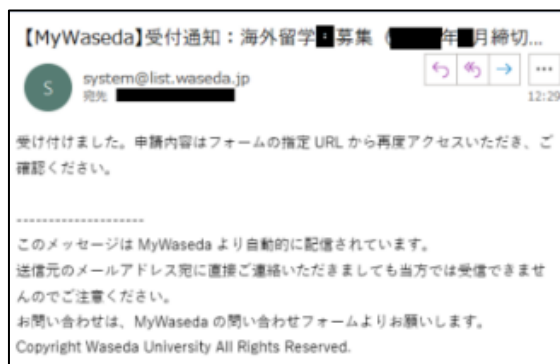 【MyWaseda】受付通知：海外留学 募集（ 年 月締切...
S
system@list.waseda.jp
宛先
12:29
受け付けました。申請内容はフォームの指定 URL から再度アクセスいただき、ご
確認ください。
--------------------
このメッセージは MyWaseda より自動的に配信されています。
送信元のメールアドレス宛に直接ご連絡いただきましても当方では受信できませ
んのでご注意ください。
お問い合わせは、MyWaseda の問い合わせフォームよりお願いします。
Copyright Waseda University All Rights Reserved.